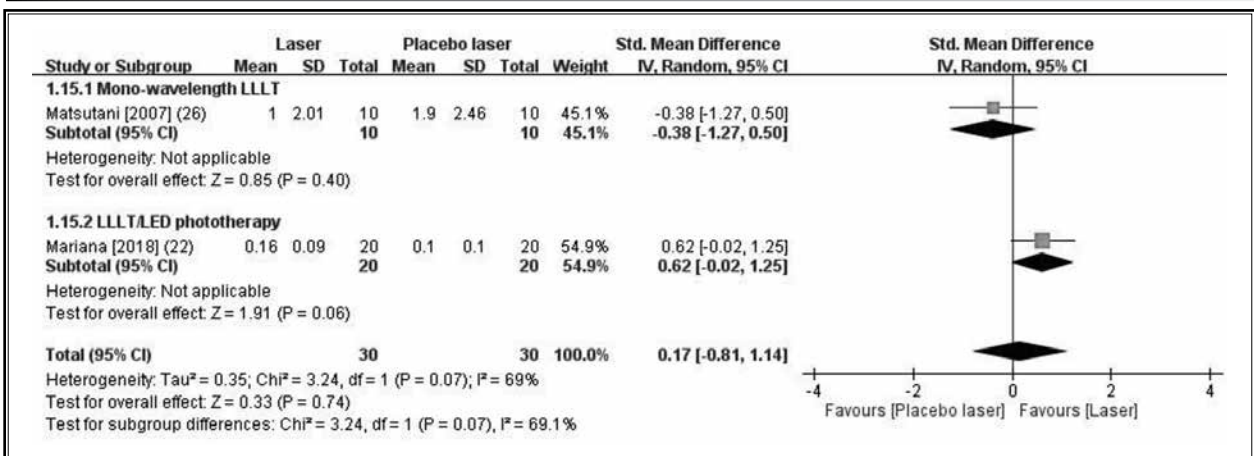 Laser Placebo laser Std. Mean Difference Std. Mean Difference
Study or Subgroup Mean SD Total Mean SD Total Weight IV, Random, 95% CI IV, Random, 95% CI
1.15.1 Mono-wavelength LLLT
Matsutani [2007] (26) 1 2.01 10 1.9 2.46 10 45.1% -0.38 [-1.27, 0.50]
Subtotal (95% CI) 10 10 45.1% -0.38 [-1.27, 0.50]
Heterogeneity: Not applicable
Test for overall effect: Z = 0.85 (P = 0.40)
1.15.2 LLLT/LED phototherapy
Mariana [2018] (22) 0.16 0.09 20 0.1 0.1 20 54.9% 0.62 [-0.02, 1.25]
Subtotal (95% CI) 20 20 54.9% 0.62 [-0.02, 1.25]
Heterogeneity: Not applicable
Test for overall effect: Z = 1.91 (P = 0.06)
Total (95% CI) 30 30 100.0% 0.17 [-0.81, 1.14]
Heterogeneity: Tau² = 0.35; Chi² = 3.24, df = 1 (P = 0.07); I² = 69%
Test for overall effect: Z = 0.33 (P = 0.74)
Test for subgroup differences: Chi² = 3.24, df = 1 (P = 0.07), I² = 69.1%
-4 -2 0 2 4
Favours [Placebo laser] Favours [Laser]